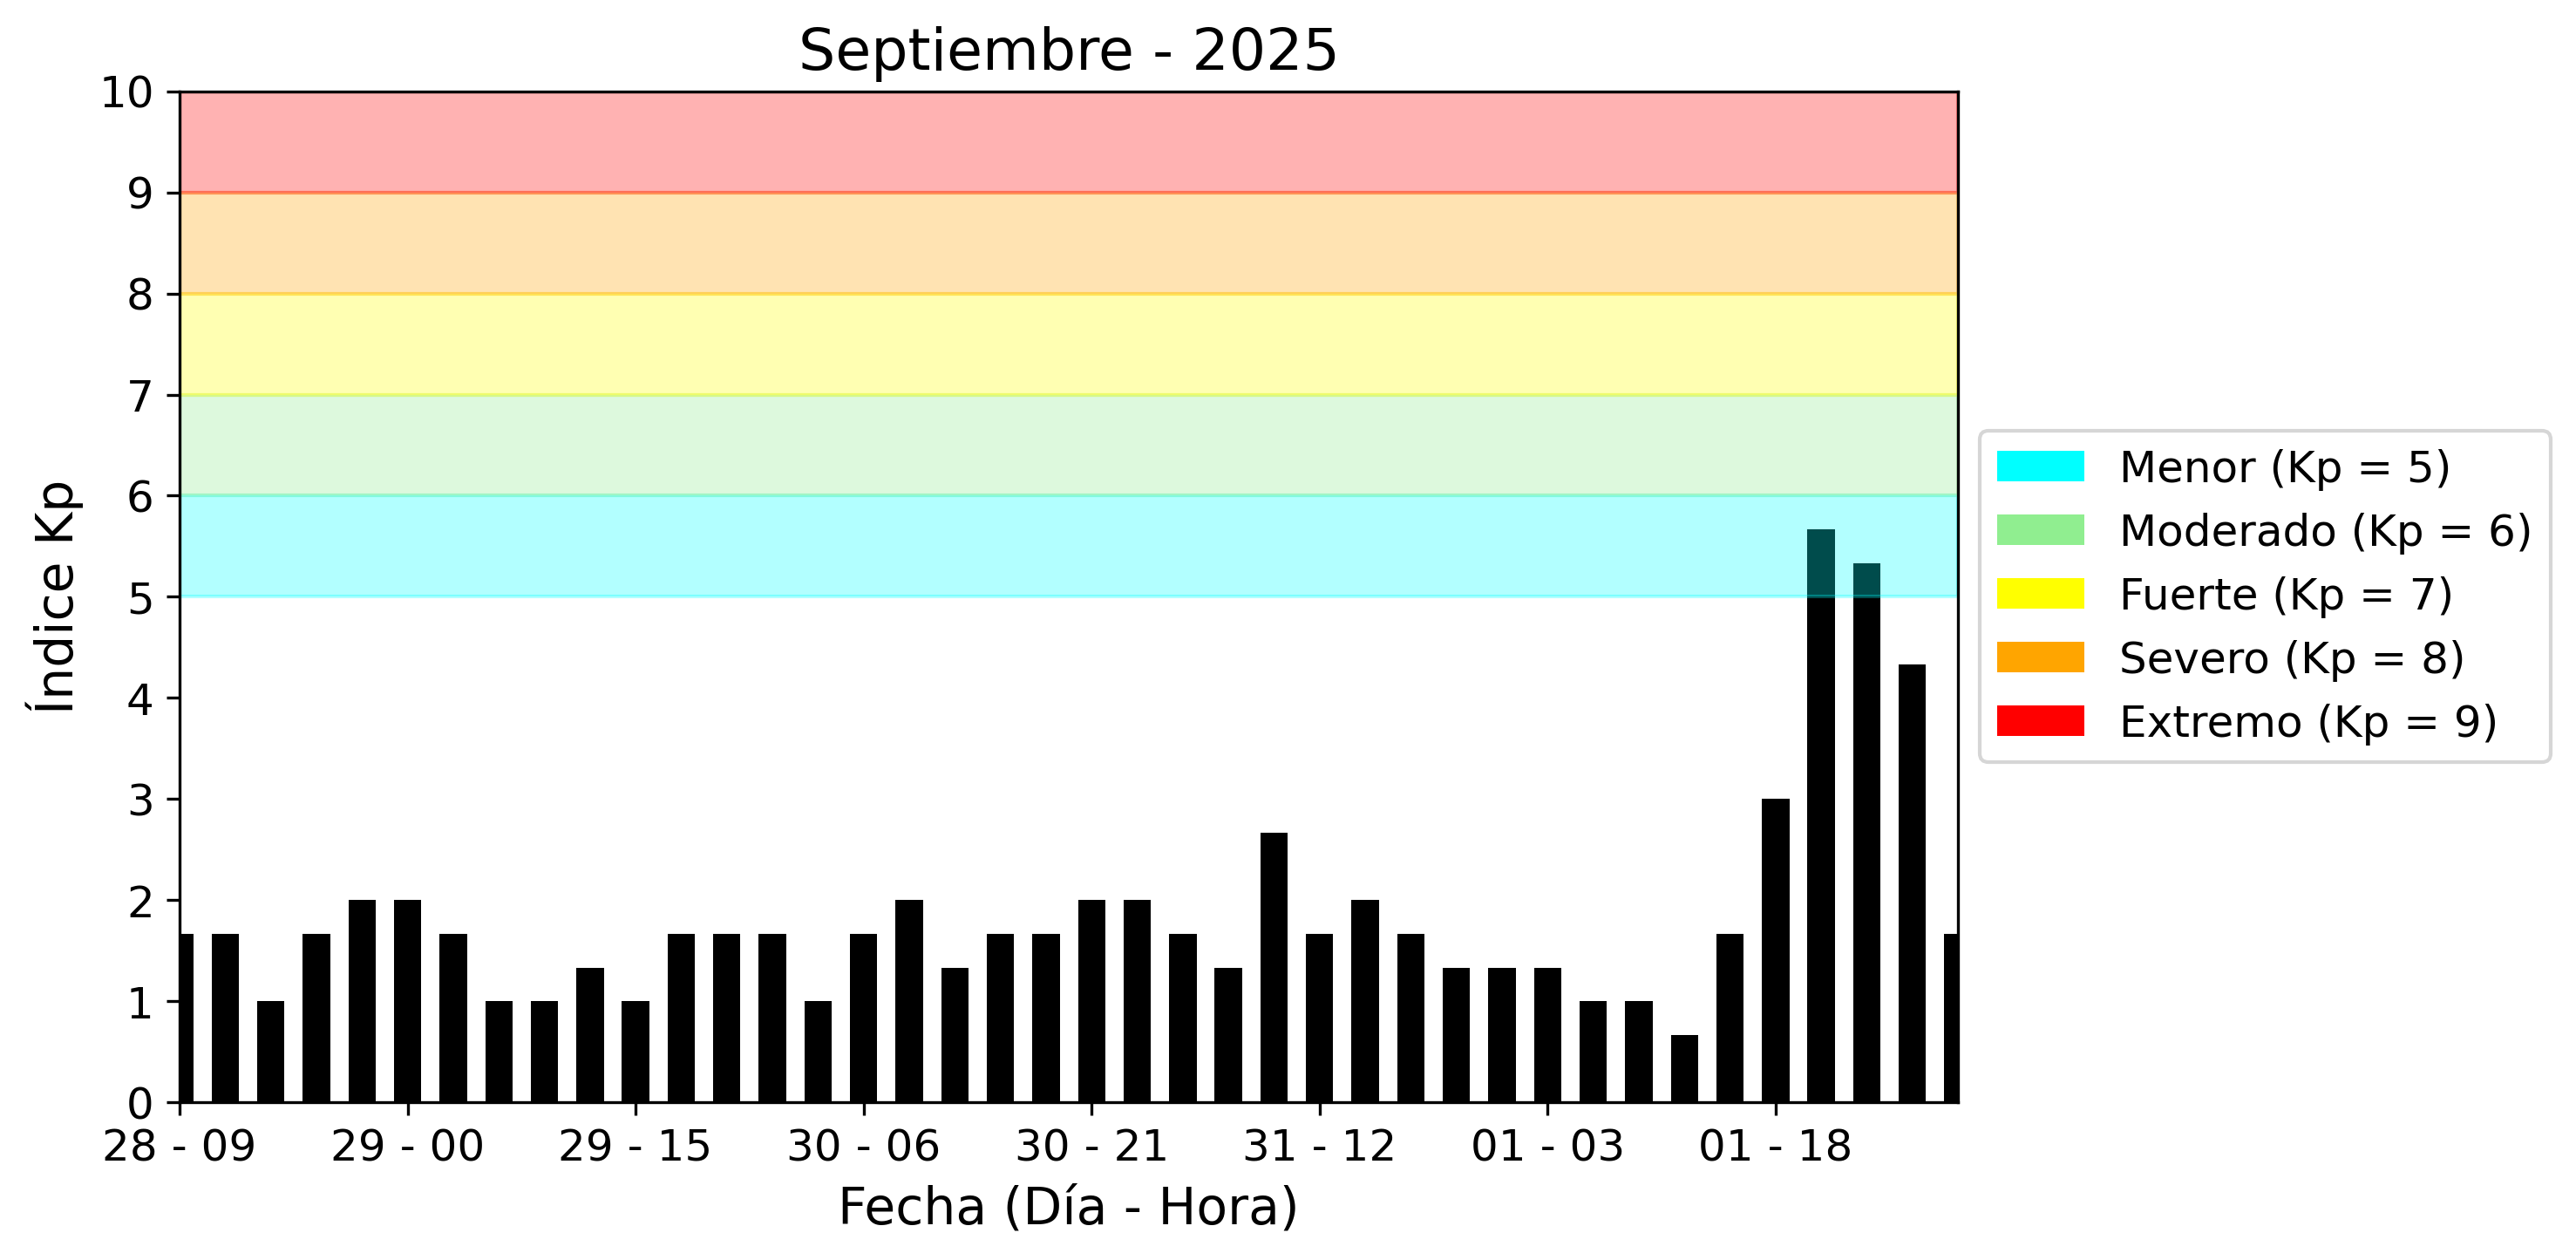 Septiembre - 2025
10
9
8
7
6
5
4
3
2
1
0
Índice Kp
28 - 09
29 - 00
29 - 15
30 - 06
30 - 21
31 - 12
01 - 03
01 - 18
Fecha (Día - Hora)
Menor (Kp = 5)
Moderado (Kp = 6)
Fuerte (Kp = 7)
Severo (Kp = 8)
Extremo (Kp = 9)